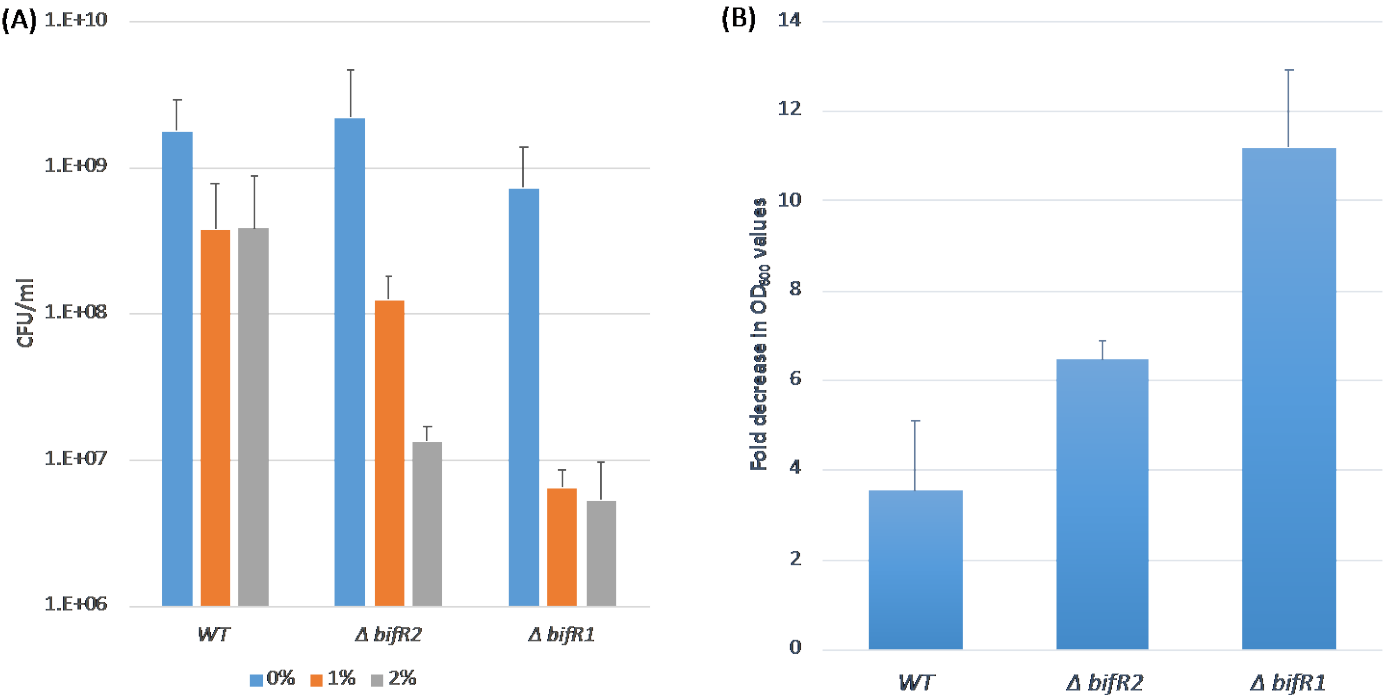 (A)
1.E+10
1.E+09
1.E+08
1.E+07
1.E+06
CFU/ml
WT
Δ bifR2
Δ bifR1
0% 1% 2%
(B)
14
12
10
8
6
4
2
0
Fold decrease in OD600 values
WT
Δ bifR2
Δ bifR1